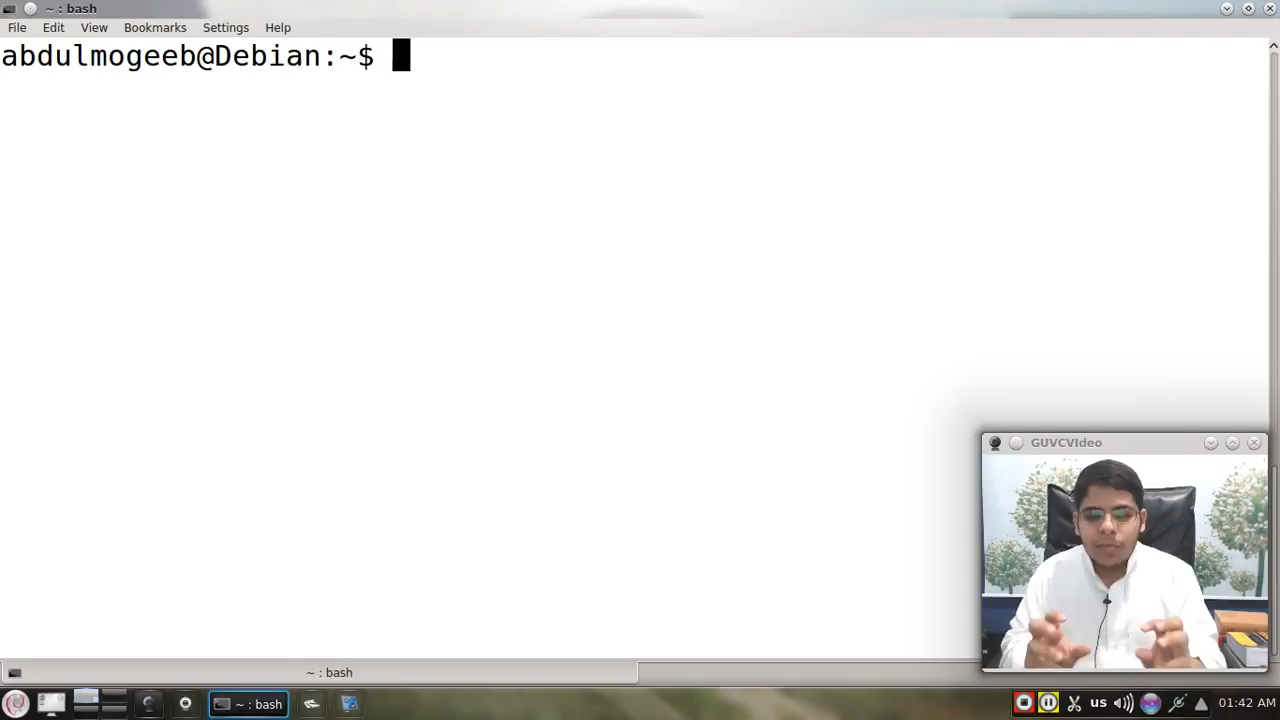 ~ : bash
File Edit View Bookmarks Settings Help
abdulmogeeb@Debian:~$
GUVCVIdeo
~ : bash
~ : bash us 01:42 AM